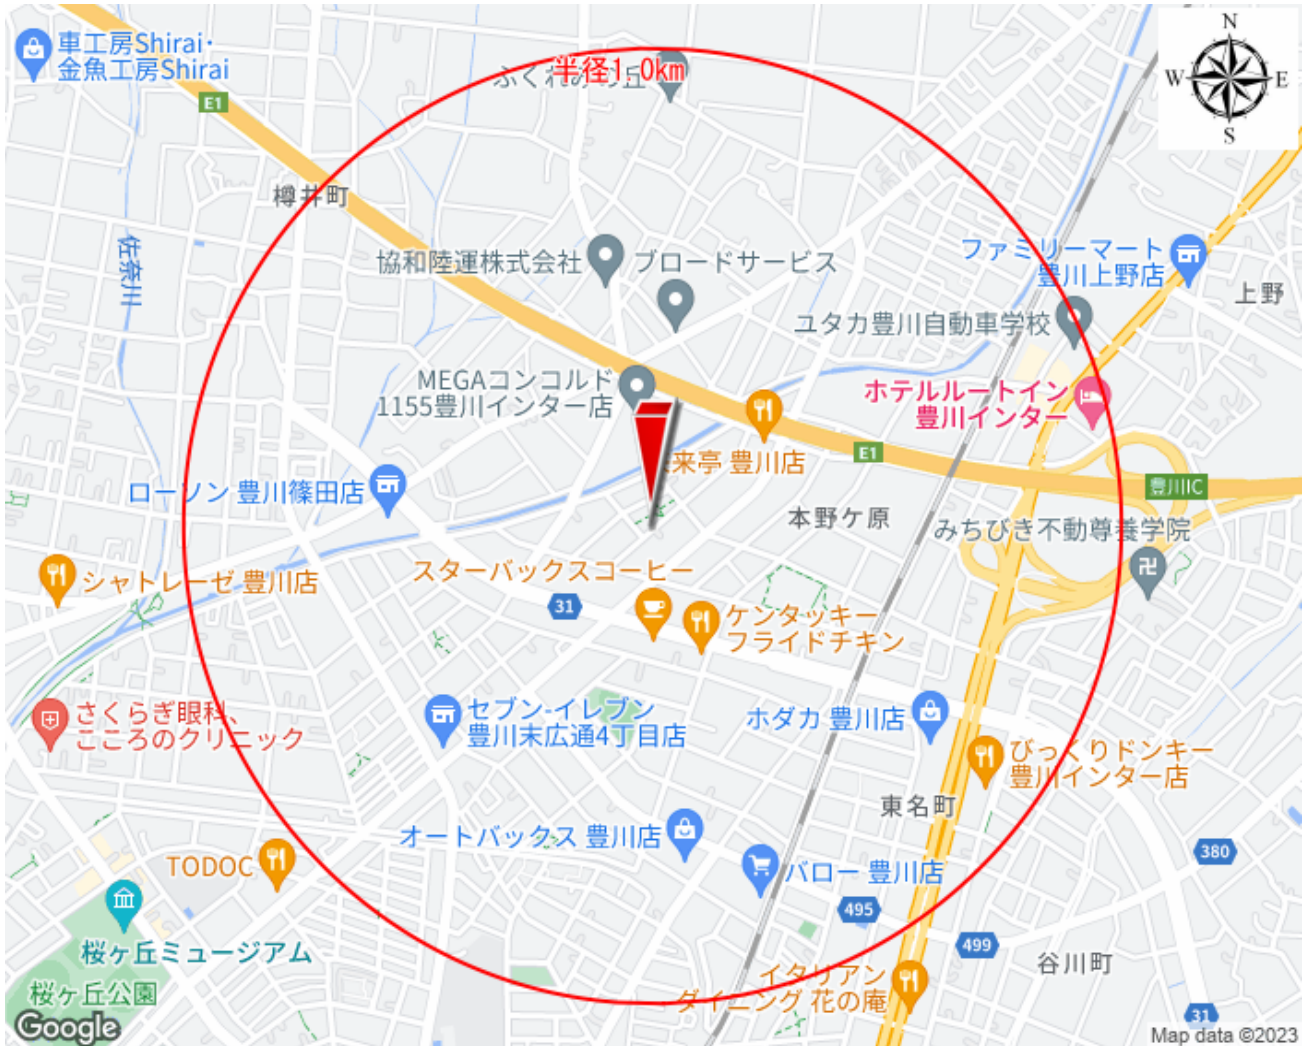 車工房Shirai・
金魚工房Shirai
N
W
E
S
E1
半径1.0km
樽井町
佐奈川
協和陸運株式会社
ブロードサービス
ファミリーマート
豊川上野店
上野
ユタカ豊川自動車学校
MEGAコンコルド
1155豊川インター店
ホテルルートイン
豊川インター
来亭 豊川店
E1
豊川IC
ローソン 豊川篠田店
本野ケ原
みちびき不動尊養学院
シャトレーゼ 豊川店
スターバックスコーヒー
31
ケンタッキー
フライドチキン
さくらぎ眼科、
こころのクリニック
セブン-イレブン
豊川末広通4丁目店
ホダカ 豊川店
びっくりドンキー
豊川インター店
東名町
オートバックス 豊川店
TODOC
バロー 豊川店
380
495
499
桜ヶ丘ミュージアム
谷川町
桜ヶ丘公園
イタリアン
ダイニング 花の庵
31
Google
Map data ©2023